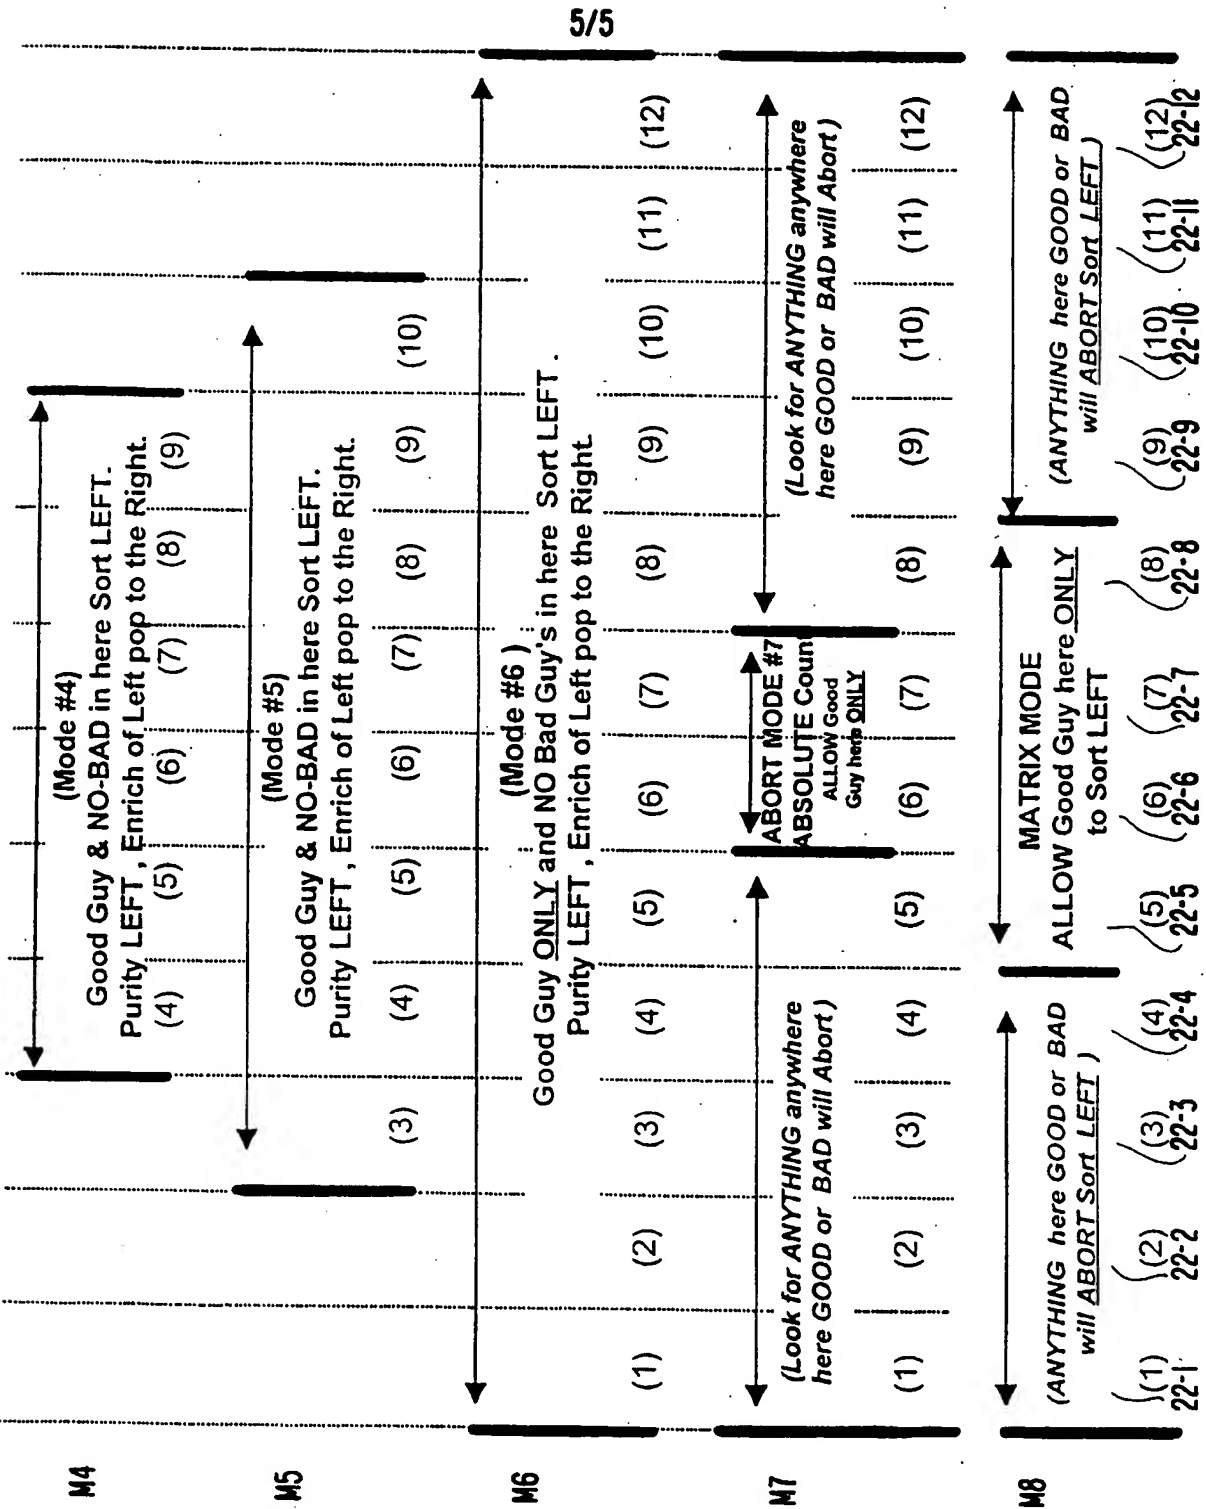 5/5
M4
(Mode #4)
Good Guy & NO-BAD in here Sort LEFT.
Purity LEFT , Enrich of Left pop to the Right.
(4) (5) (6) (7) (8) (9)
M5
(Mode #5)
Good Guy & NO-BAD in here Sort LEFT.
Purity LEFT, Enrich of Left pop to the Right.
(3) (4) (5) (6) (7) (8) (9) (10)
M6
(Mode #6 )
Good Guy ONLY and NO Bad Guy's in here Sort LEFT .
Purity LEFT , Enrich of Left pop to the Right.
(1) (2) (3) (4) (5) (6) (7) (8) (9) (10) (11) (12)
M7
(Look for ANYTHING anywhere
here GOOD or BAD will Abort )
ABORT MODE #7
ABSOLUTE Coun
ALLOW Good
Guy here ONLY
(Look for ANYTHING anywhere
here GOOD or BAD will Abort )
(1) (2) (3) (4) (5) (6) (7) (8) (9) (10) (11) (12)
M8
(ANYTHING here GOOD or BAD
will ABORT Sort LEFT )
MATRIX MODE
ALLOW Good Guy here ONLY
to Sort LEFT
(ANYTHING here GOOD or BAD
will ABORT Sort LEFT )
(1) (2) (3) (4) (5) (6) (7) (8) (9) (10) (11) (12)
22-1 22-2 22-3 22-4 22-5 22-6 22-7 22-8 22-9 22-10 22-11 22-12